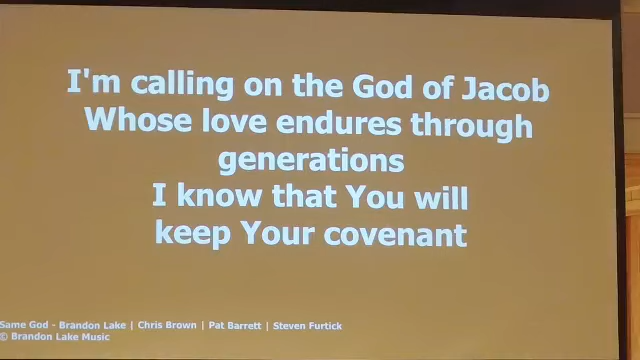 I'm calling on the God of Jacob
Whose love endures through
generations
I know that You will
keep Your covenant
Same God - Brandon Lake | Chris Brown | Pat Barrett | Steven Furtick
© Brandon Lake Music